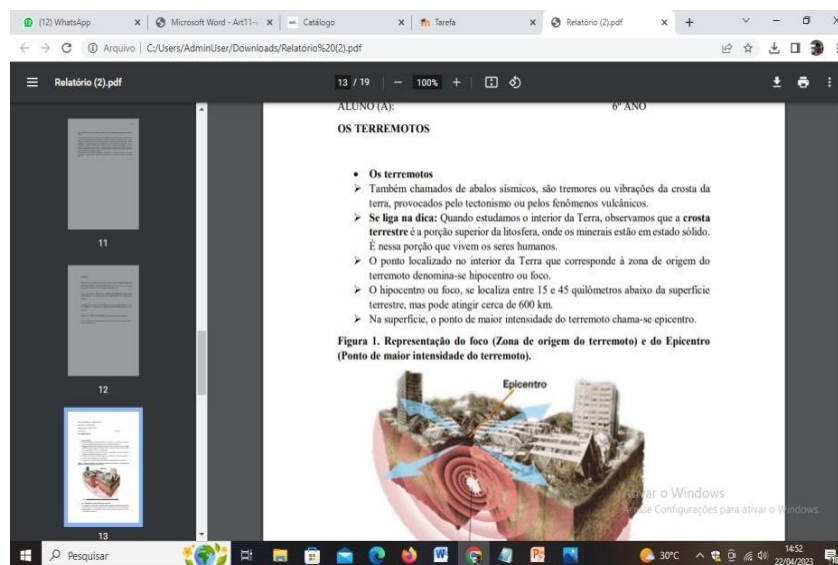 (12) WhatsApp
Microsoft Word - Art11-
Catálogo
Tarefa
Relatório (2).pdf
Arquivo
C:/Users/AdminUser/Downloads/Relatório%20(2).pdf
Relatório (2).pdf
13 / 19
100%
ALUNO (A): 6º ANO
OS TERREMOTOS
• Os terremotos
➢ Também chamados de abalos sísmicos, são tremores ou vibrações da crosta da
terra, provocados pelo tectonismo ou pelos fenômenos vulcânicos.
➢ Se liga na dica: Quando estudamos o interior da Terra, observamos que a crosta
terrestre é a porção superior da litosfera, onde os minerais estão em estado sólido.
É nessa porção que vivem os seres humanos.
➢ O ponto localizado no interior da Terra que corresponde à zona de origem do
terremoto denomina-se hipocentro ou foco.
➢ O hipocentro ou foco, se localiza entre 15 e 45 quilômetros abaixo da superfície
terrestre, mas pode atingir cerca de 600 km.
➢ Na superfície, o ponto de maior intensidade do terremoto chama-se epicentro.
Figura 1. Representação do foco (Zona de origem do terremoto) e do Epicentro
(Ponto de maior intensidade do terremoto).
Epicentro
11
12
13
o Windows
Configurações para ativar o Windows.
Pesquisar
30°C
14:52
22/04/2023